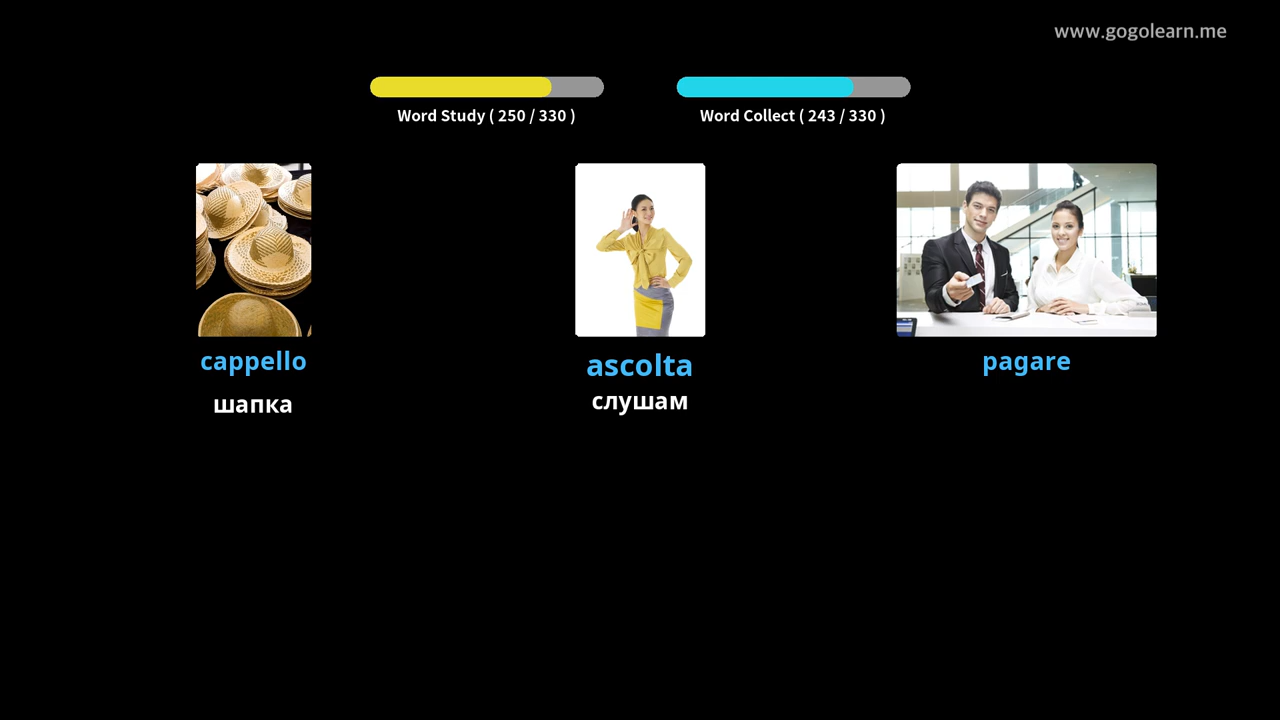 www.gogolearn.me
Word Study ( 250 / 330 )
Word Collect ( 243 / 330 )
cappello
ascolta
pagare
шапка
слушам